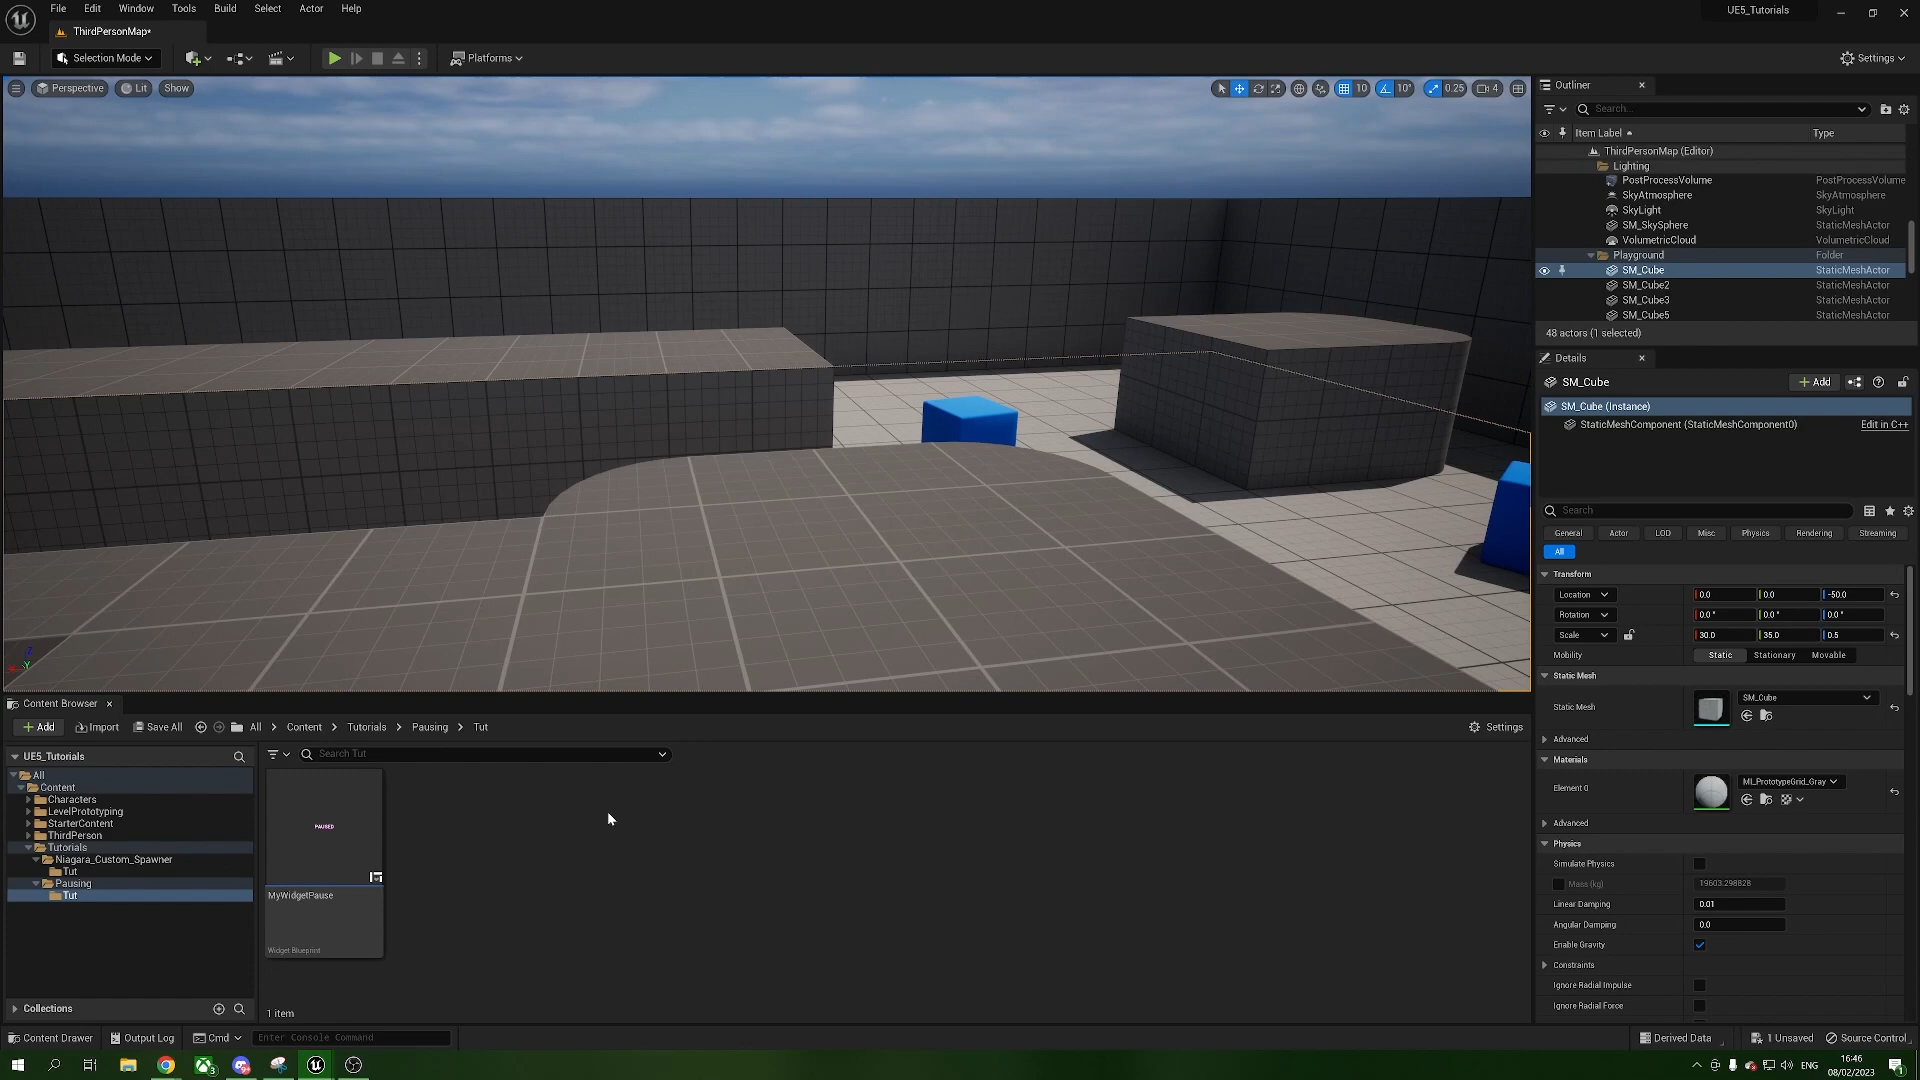 File Edit Window Tools Build Select Actor Help
UE5_Tutorials
ThirdPersonMap*
Selection Mode
Platforms
Settings
Perspective Lit Show
10 10° 0.25 4
Outliner
Search...
Item Label Type
ThirdPersonMap (Editor)
Lighting
PostProcessVolume PostProcessVolume
SkyAtmosphere SkyAtmosphere
SkyLight SkyLight
SM_SkySphere StaticMeshActor
VolumetricCloud VolumetricCloud
Playground Folder
SM_Cube StaticMeshActor
SM_Cube2 StaticMeshActor
SM_Cube3 StaticMeshActor
SM_Cube5 StaticMeshActor
48 actors (1 selected)
Details
SM_Cube
+ Add
SM_Cube (Instance)
StaticMeshComponent (StaticMeshComponent0) Edit in C++
Search
General Actor LOD Misc Physics Rendering Streaming
All
Transform
Location 0.0 0.0 -50.0
Rotation 0.0 ° 0.0 ° 0.0 °
Scale 30.0 35.0 0.5
Mobility Static Stationary Movable
Static Mesh
Static Mesh SM_Cube
Advanced
Materials
Element 0 MI_PrototypeGrid_Gray
Advanced
Physics
Simulate Physics
Mass (kg) 19603.298828
Linear Damping 0.01
Angular Damping 0.0
Enable Gravity
Constraints
Ignore Radial Impulse
Ignore Radial Force
Z
Y
Content Browser
+ Add Import Save All All > Content > Tutorials > Pausing > Tut
Settings
UE5_Tutorials
Search Tut
All
Content
Characters
LevelPrototyping
StarterContent
ThirdPerson
Tutorials
Niagara_Custom_Spawner
Tut
Pausing
Tut
PAUSED
MyWidgetPause
Widget Blueprint
1 item
Collections
Content Drawer Output Log Cmd Enter Console Command
Derived Data 1 Unsaved Source Control
ENG
16:46
08/02/2023